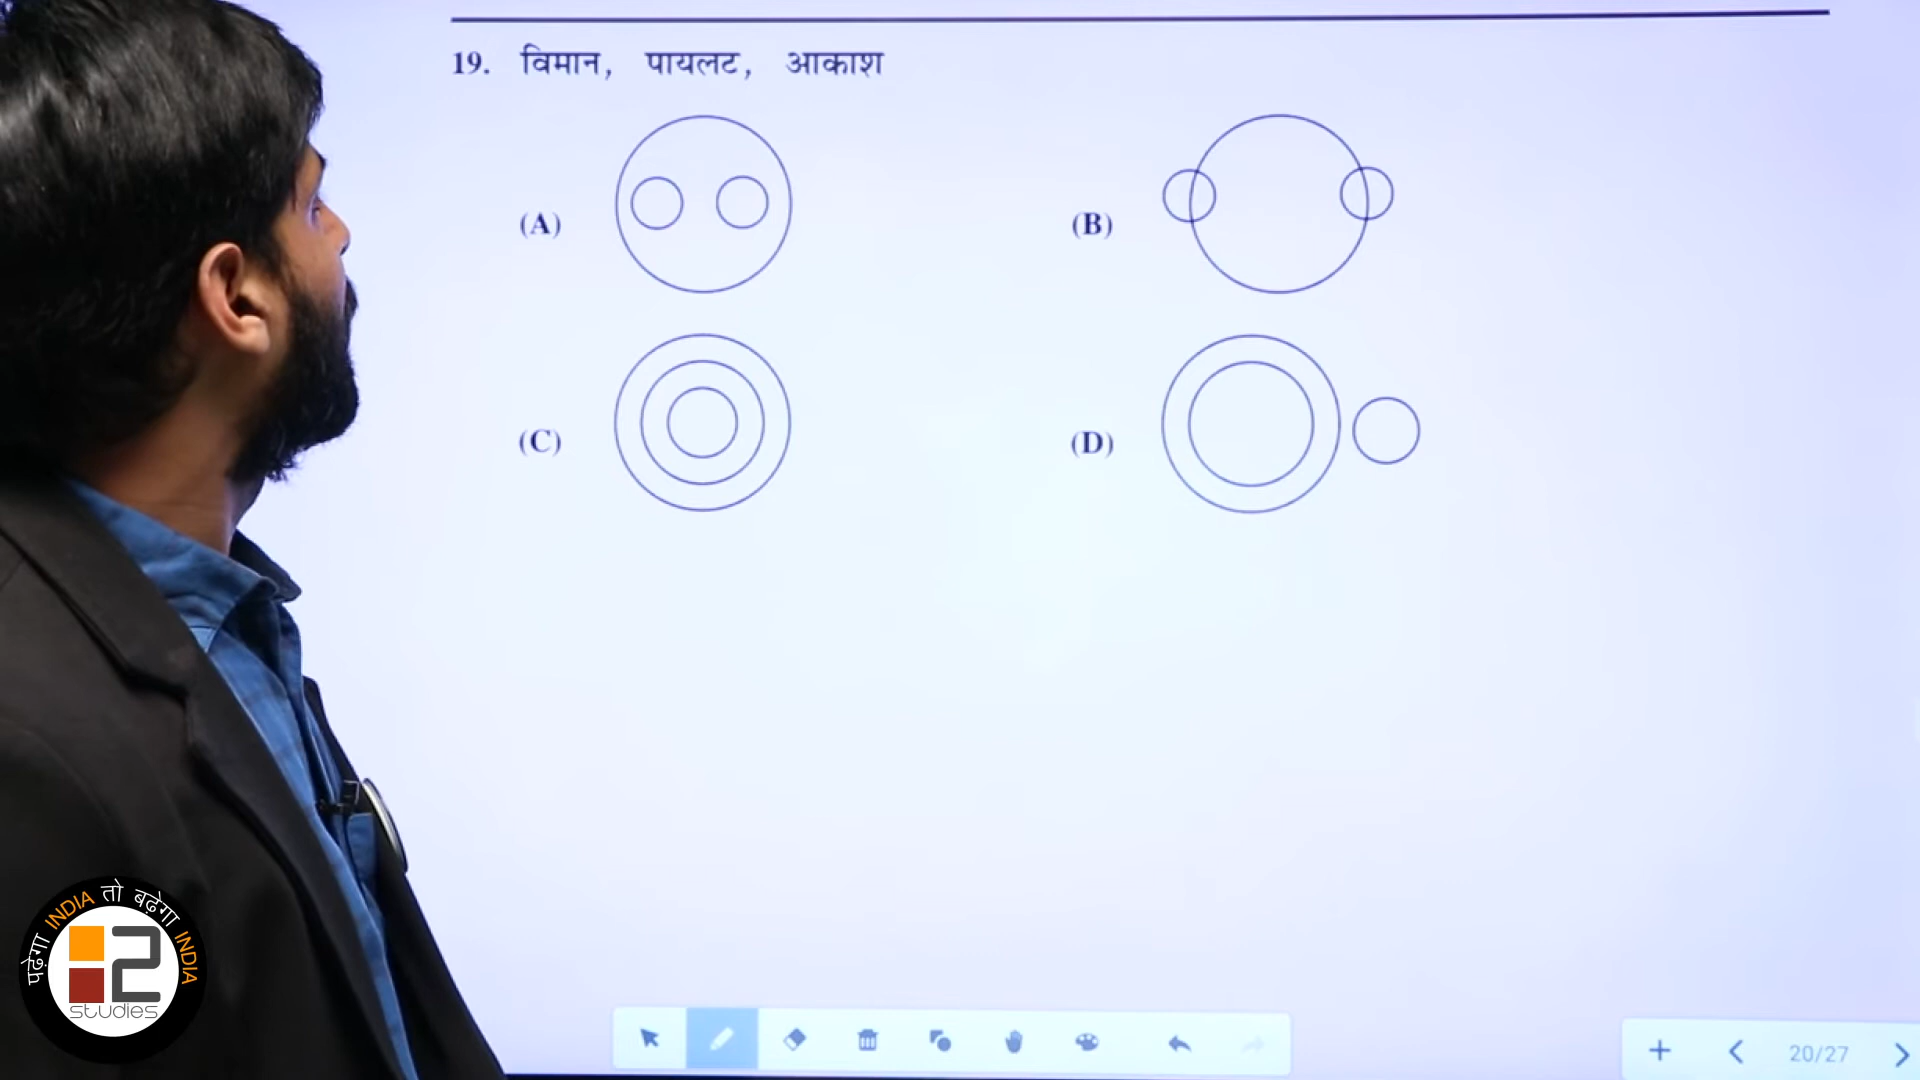 19. विमान, पायलट, आकाश
(A)
(B)
(C)
(D)
पढ़ेगा INDIA तो बढ़ेगा INDIA
i2
studies
20/27